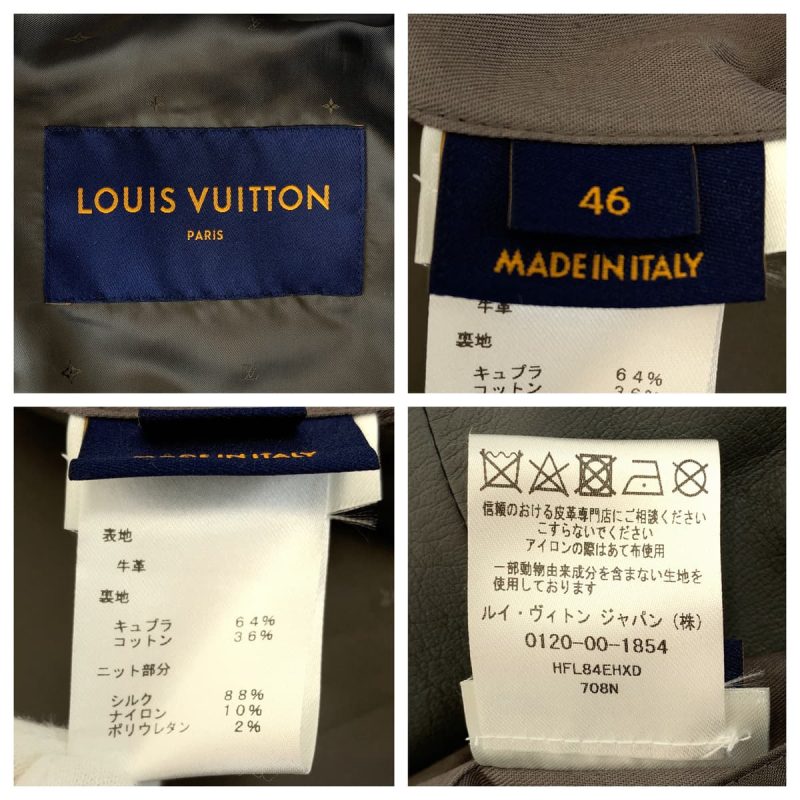 LOUIS VUITTON
PARIS
46
MADE IN ITALY
牛革
裏地
キュプラ 64%
コットン 36%
MADE IN ITALY
表地
牛革
裏地
キュプラ 64%
コットン 36%
ニット部分
シルク 88%
ナイロン 10%
ポリウレタン 2%
信頼のおける皮革専門店にご相談ください
こすらないでください
アイロンの際はあて布使用
一部動物由来成分を含まない生地を
使用しております
ルイ・ヴィトン ジャパン(株)
0120-00-1854
HFL84EHXD
708N